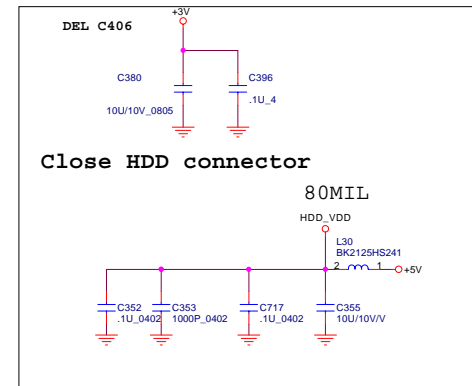 +3V
DEL C406
C380
C396
10U/10V_0805
.1U_4
Close HDD connector
80MIL
HDD_VDD
L30
BK2125HS241
2
1
+5V
C352
C353
C717
C355
.1U_0402
1000P_0402
.1U_0402
10U/10V/V